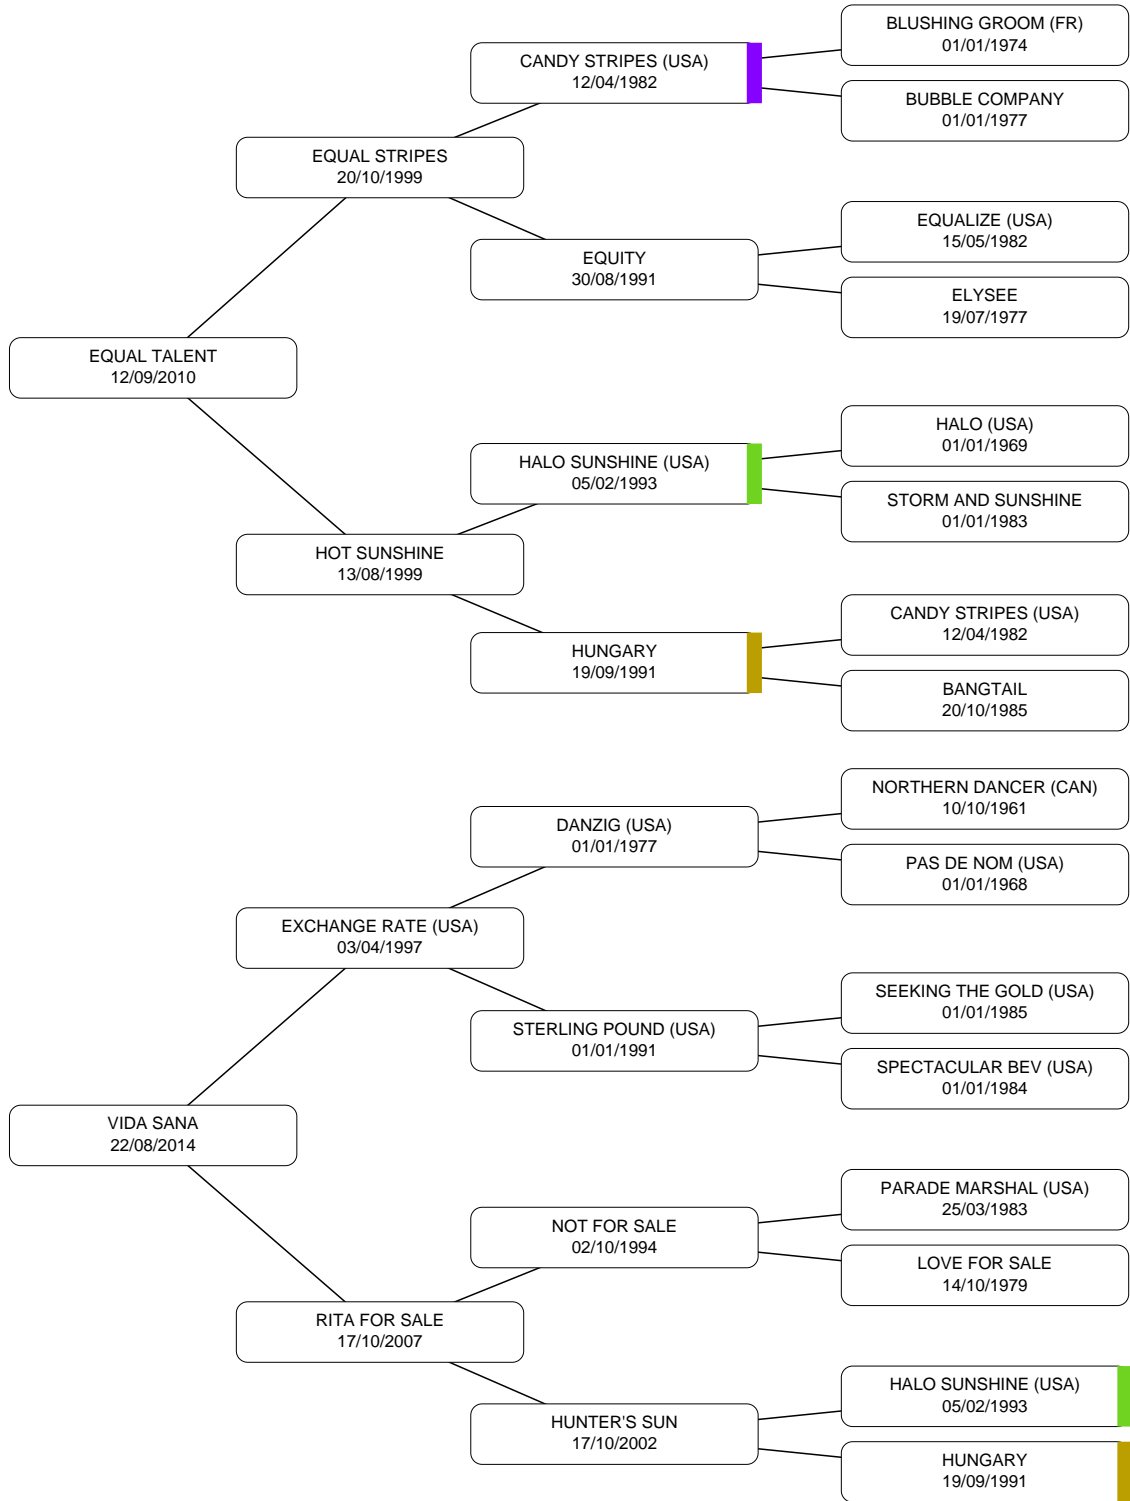 BLUSHING GROOM (FR)
01/01/1974
CANDY STRIPES (USA)
12/04/1982
BUBBLE COMPANY
01/01/1977
EQUAL STRIPES
20/10/1999
EQUALIZE (USA)
15/05/1982
EQUITY
30/08/1991
ELYSEE
19/07/1977
EQUAL TALENT
12/09/2010
HALO (USA)
01/01/1969
HALO SUNSHINE (USA)
05/02/1993
STORM AND SUNSHINE
01/01/1983
HOT SUNSHINE
13/08/1999
CANDY STRIPES (USA)
12/04/1982
HUNGARY
19/09/1991
BANGTAIL
20/10/1985
NORTHERN DANCER (CAN)
10/10/1961
DANZIG (USA)
01/01/1977
PAS DE NOM (USA)
01/01/1968
EXCHANGE RATE (USA)
03/04/1997
SEEKING THE GOLD (USA)
01/01/1985
STERLING POUND (USA)
01/01/1991
SPECTACULAR BEV (USA)
01/01/1984
VIDA SANA
22/08/2014
PARADE MARSHAL (USA)
25/03/1983
NOT FOR SALE
02/10/1994
LOVE FOR SALE
14/10/1979
RITA FOR SALE
17/10/2007
HALO SUNSHINE (USA)
05/02/1993
HUNTER'S SUN
17/10/2002
HUNGARY
19/09/1991